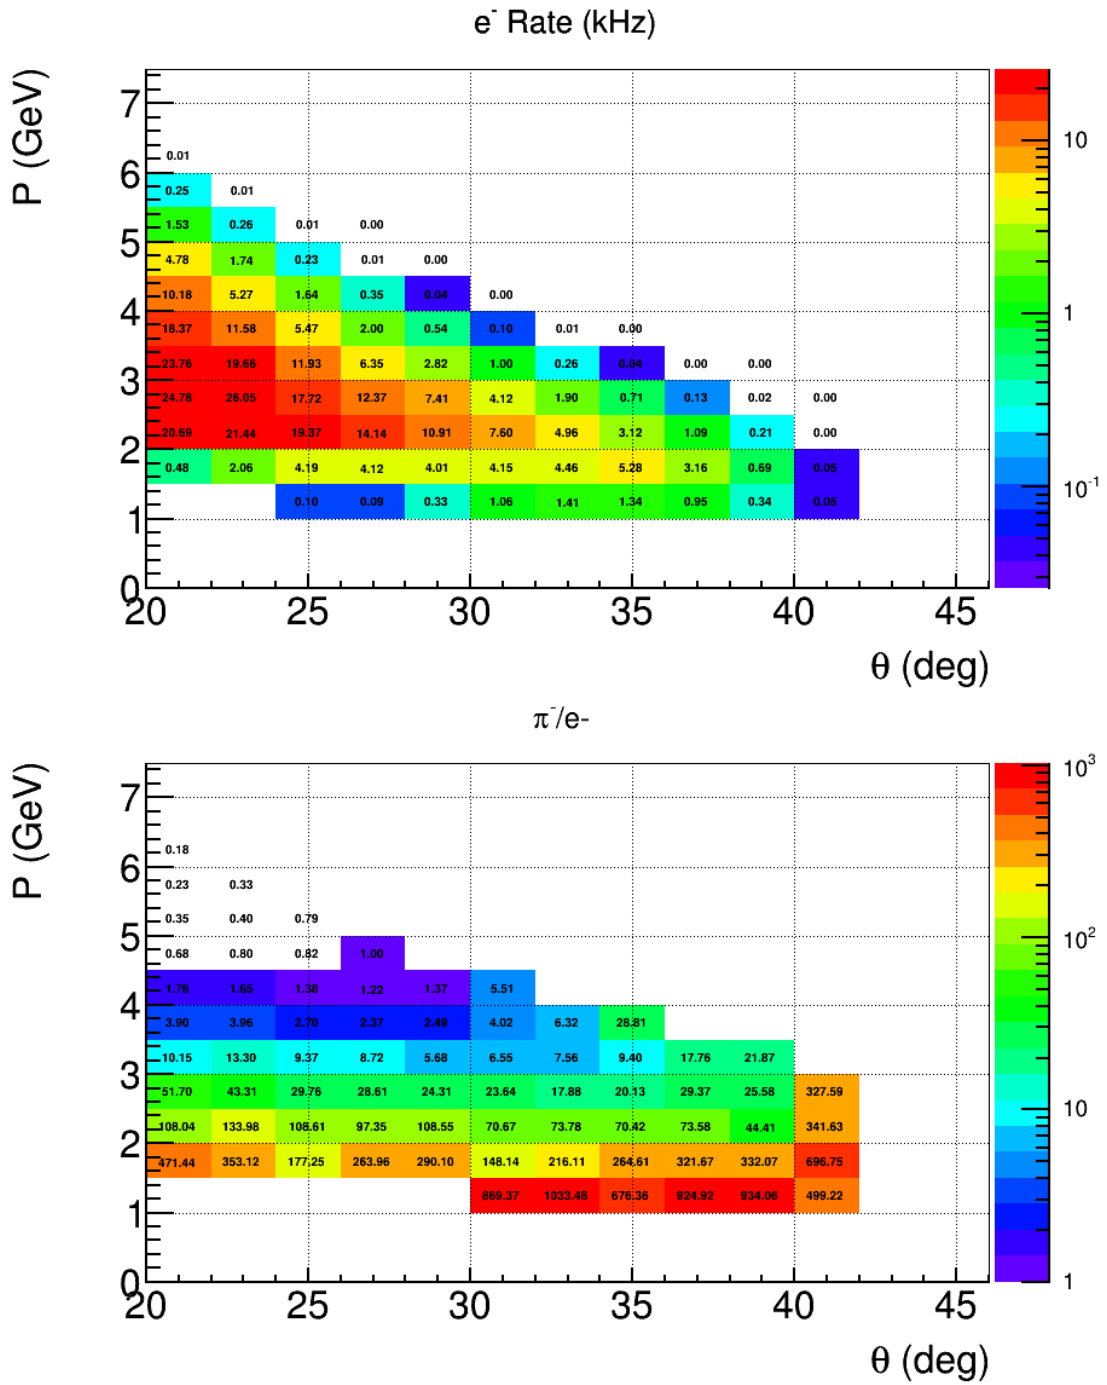 e- Rate (kHz)
P (GeV)
7
6
5
4
3
2
1
0
0.01
0.25 0.01
1.53 0.26 0.01 0.00
4.78 1.74 0.23 0.01 0.00
10.18 5.27 1.64 0.35 0.04 0.00
18.37 11.58 5.47 2.00 0.54 0.10 0.01 0.00
23.76 19.66 11.93 6.35 2.82 1.00 0.26 0.04 0.00 0.00
24.78 26.05 17.72 12.37 7.41 4.12 1.90 0.71 0.13 0.02 0.00
20.69 21.44 19.37 14.14 10.91 7.60 4.96 3.12 1.09 0.21 0.00
0.48 2.06 4.19 4.12 4.01 4.15 4.46 5.28 3.16 0.69 0.05
0.10 0.09 0.33 1.06 1.41 1.34 0.95 0.34 0.05
20 25 30 35 40 45
θ (deg)
10
1
10-1
π-/e-
P (GeV)
7
6
5
4
3
2
1
0
0.18
0.23 0.33
0.35 0.40 0.79
0.68 0.80 0.82 1.00
1.76 1.65 1.38 1.22 1.37 5.51
3.90 3.96 2.70 2.37 2.49 4.02 6.32 28.81
10.15 13.30 9.37 8.72 5.68 6.55 7.56 9.40 17.76 21.87
51.70 43.31 29.76 28.61 24.31 23.64 17.88 20.13 29.37 25.58 327.59
108.04 133.98 108.61 97.35 108.55 70.67 73.78 70.42 73.58 44.41 341.63
471.44 353.12 177.25 263.96 290.10 148.14 216.11 264.61 321.67 332.07 696.75
869.37 1033.48 676.36 924.92 934.06 499.22
20 25 30 35 40 45
θ (deg)
103
102
10
1